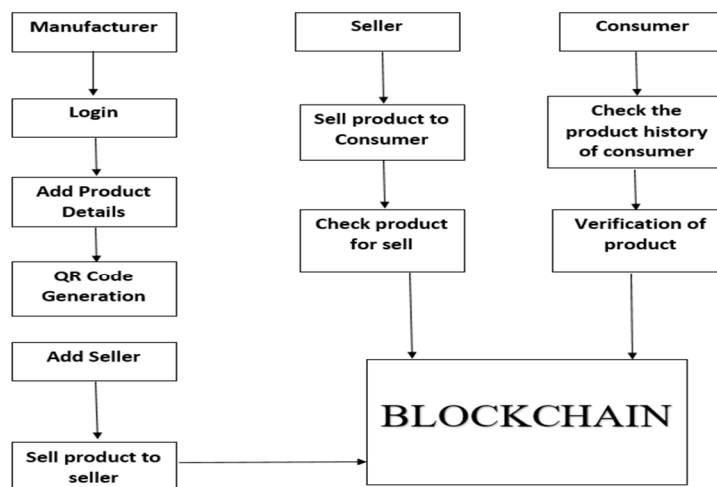 Manufacturer
Login
Add Product
Details
QR Code
Generation
Add Seller
Sell product to
seller
Seller
Sell product to
Consumer
Check product
for sell
Consumer
Check the
product history
of consumer
Verification of
product
BLOCKCHAIN